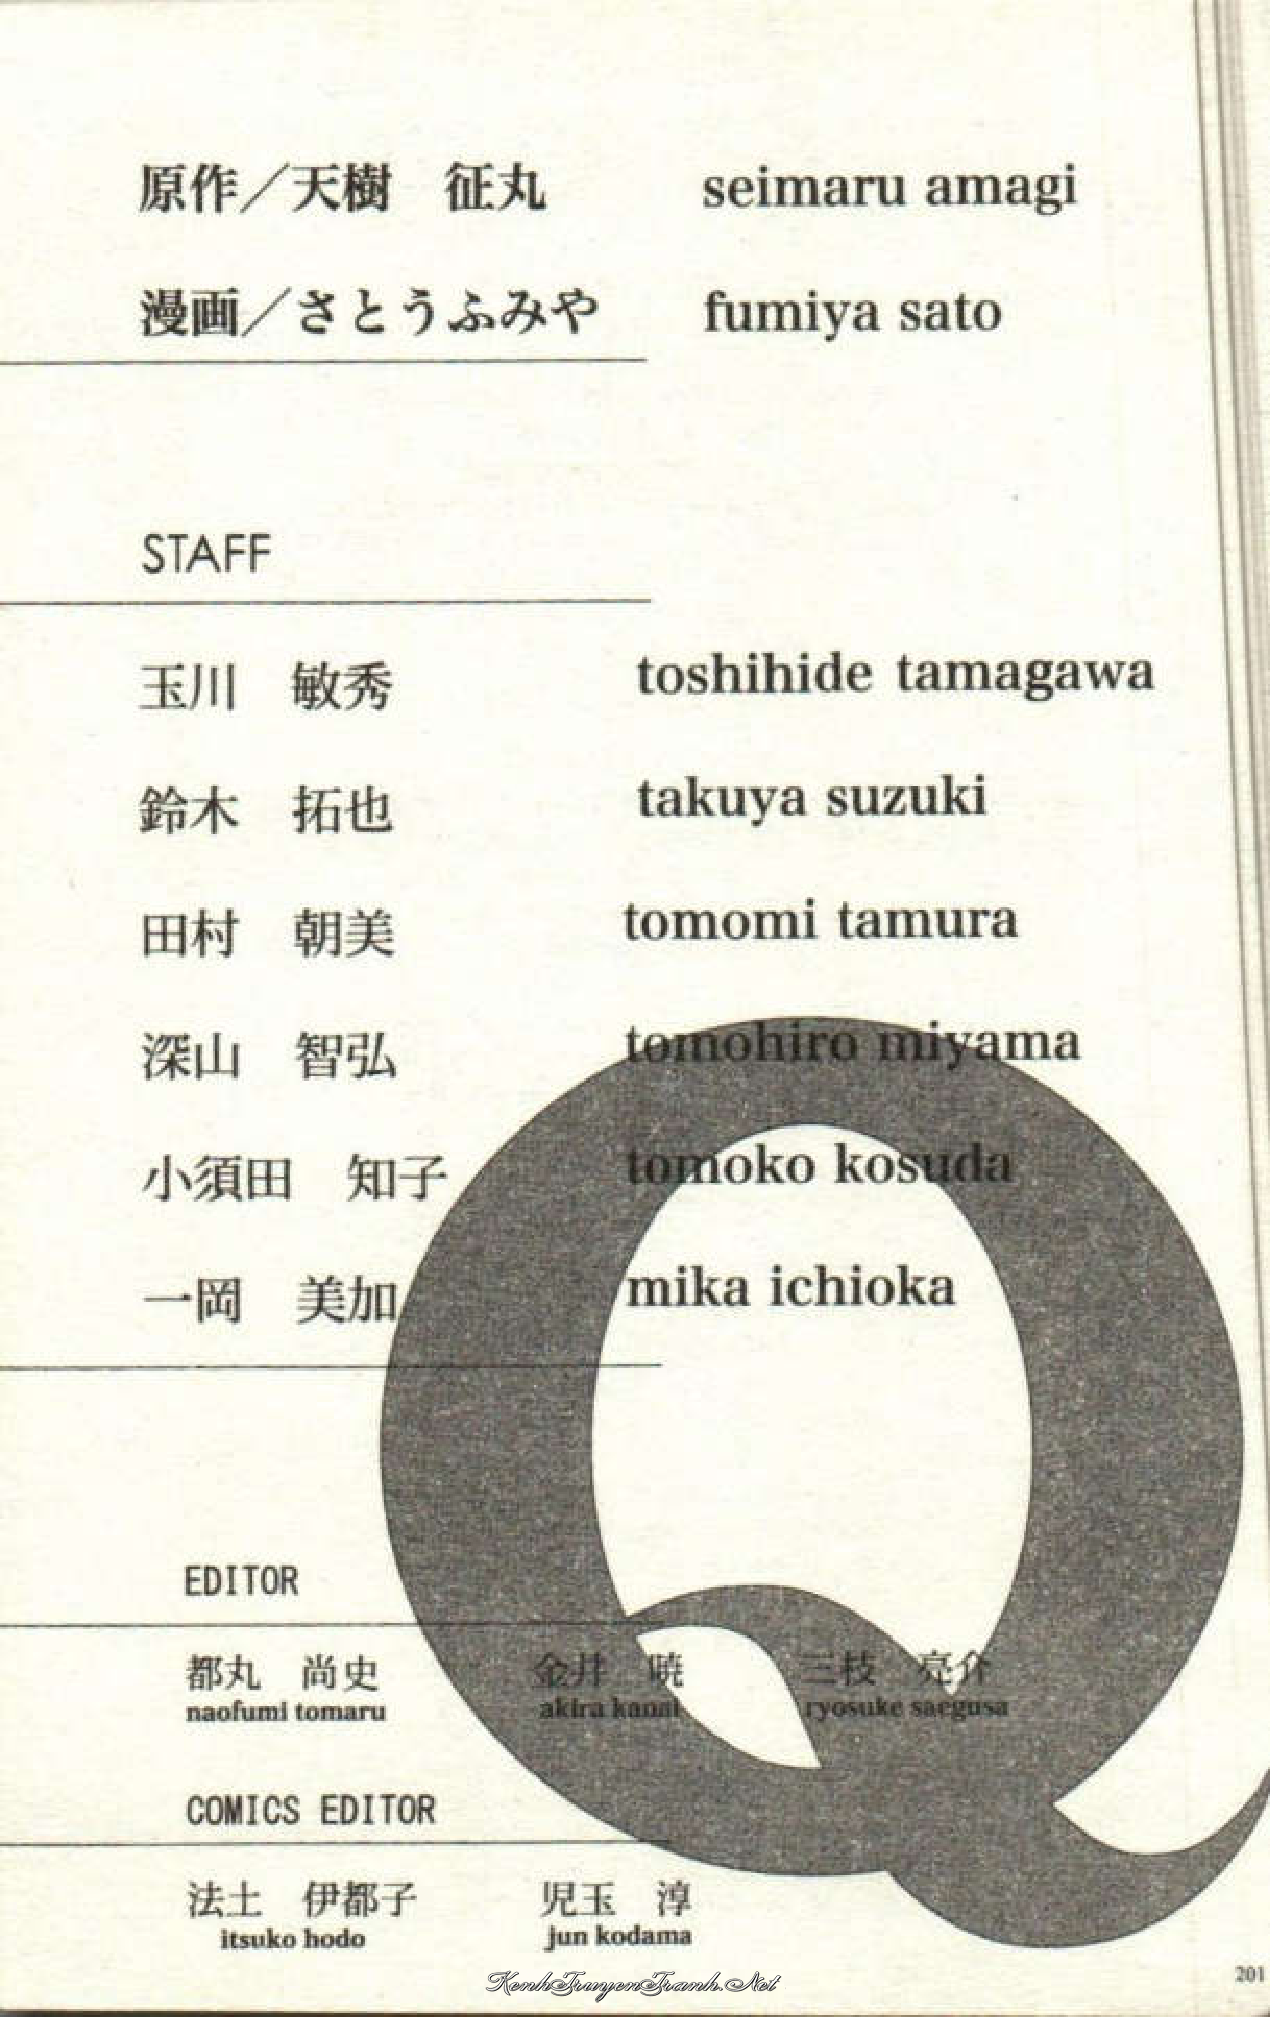 原作／天樹　征丸　seimaru amagi
漫画／さとうふみや　fumiya sato
STAFF
玉川　敏秀　toshihide tamagawa
鈴木　拓也　takuya suzuki
田村　朝美　tomomi tamura
深山　智弘　tomohiro miyama
小須田　知子　tomoko kosuda
一岡　美加　mika ichioka
EDITOR
都丸　尚史　金井　暁　三枝　亮介
naofumi tomaru　akira kanai　ryosuke saegusa
COMICS EDITOR
法土　伊都子　児玉　淳
itsuko hodo　jun kodama
Q
KenhTruyenTranh.Net
201